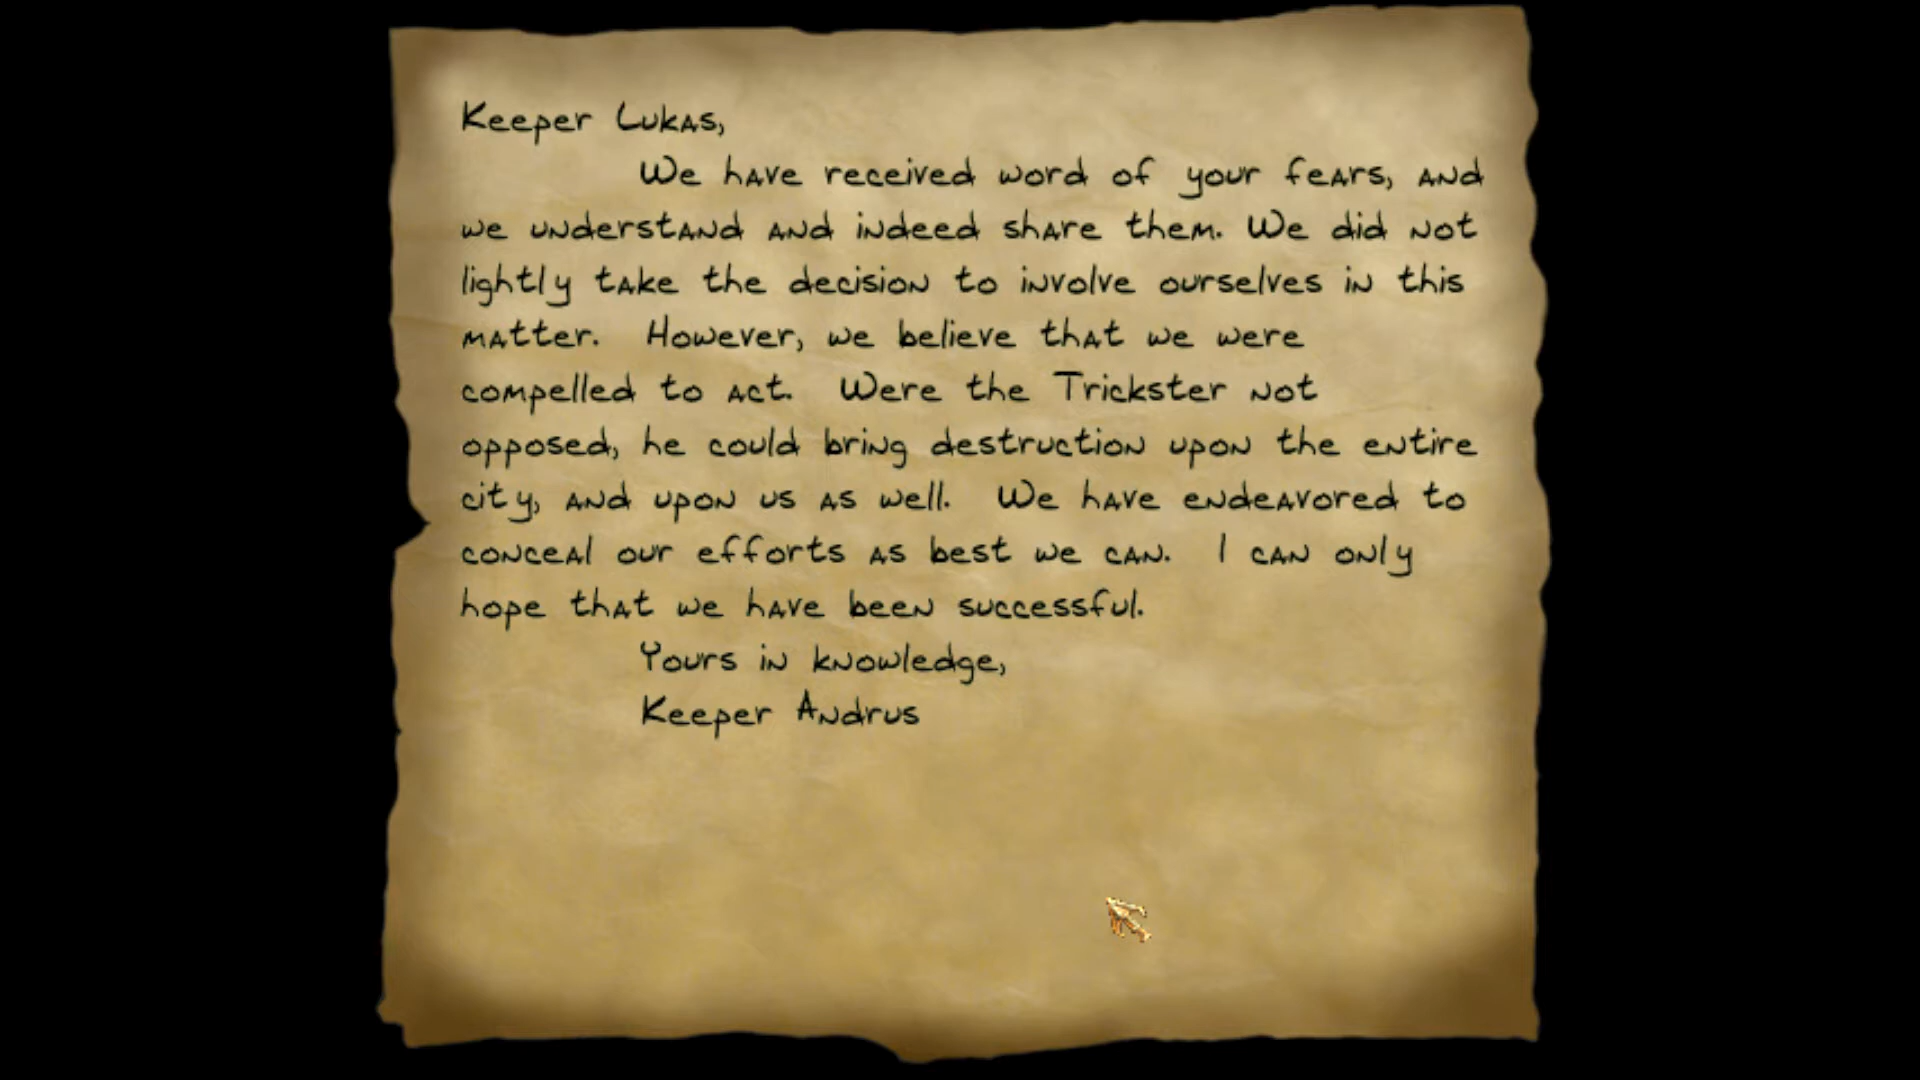 Keeper Lukas,
We have received word of your fears, and
we understand and indeed share them. We did not
lightly take the decision to involve ourselves in this
matter. However, we believe that we were
compelled to act. Were the Trickster not
opposed, he could bring destruction upon the entire
city, and upon us as well. We have endeavored to
conceal our efforts as best we can. I can only
hope that we have been successful.
Yours in knowledge,
Keeper Andrus